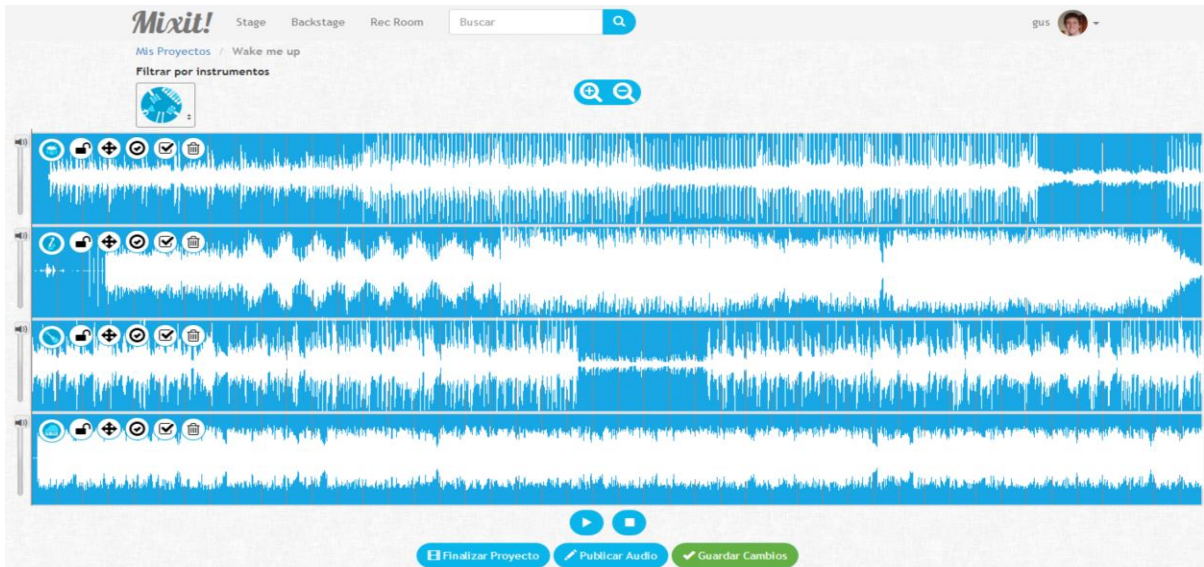 Mixit! Stage Backstage Rec Room Buscar gus
Mis Proyectos / Wake me up
Filtrar por instrumentos
Finalizar Proyecto Publicar Audio Guardar Cambios